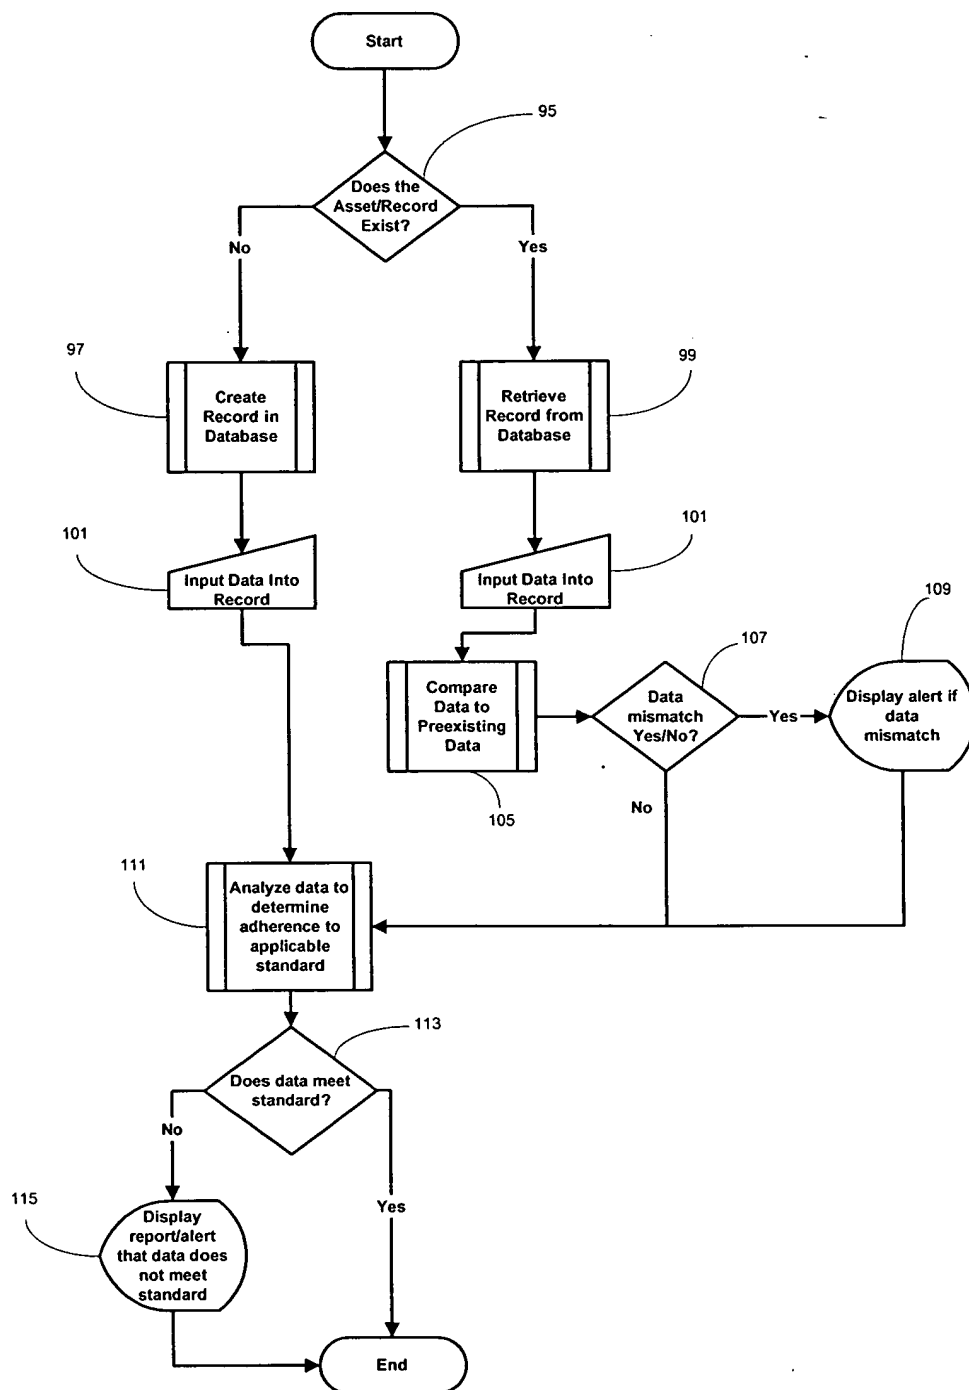 Start
95
Does the
Asset/Record
Exist?
No
Yes
97
Create
Record in
Database
99
Retrieve
Record from
Database
101
Input Data Into
Record
101
Input Data Into
Record
Compare
Data to
Preexisting
Data
105
107
Data
mismatch
Yes/No?
Yes
No
109
Display alert if
data
mismatch
111
Analyze data to
determine
adherence to
applicable
standard
113
Does data meet
standard?
No
Yes
115
Display
report/alert
that data does
not meet
standard
End